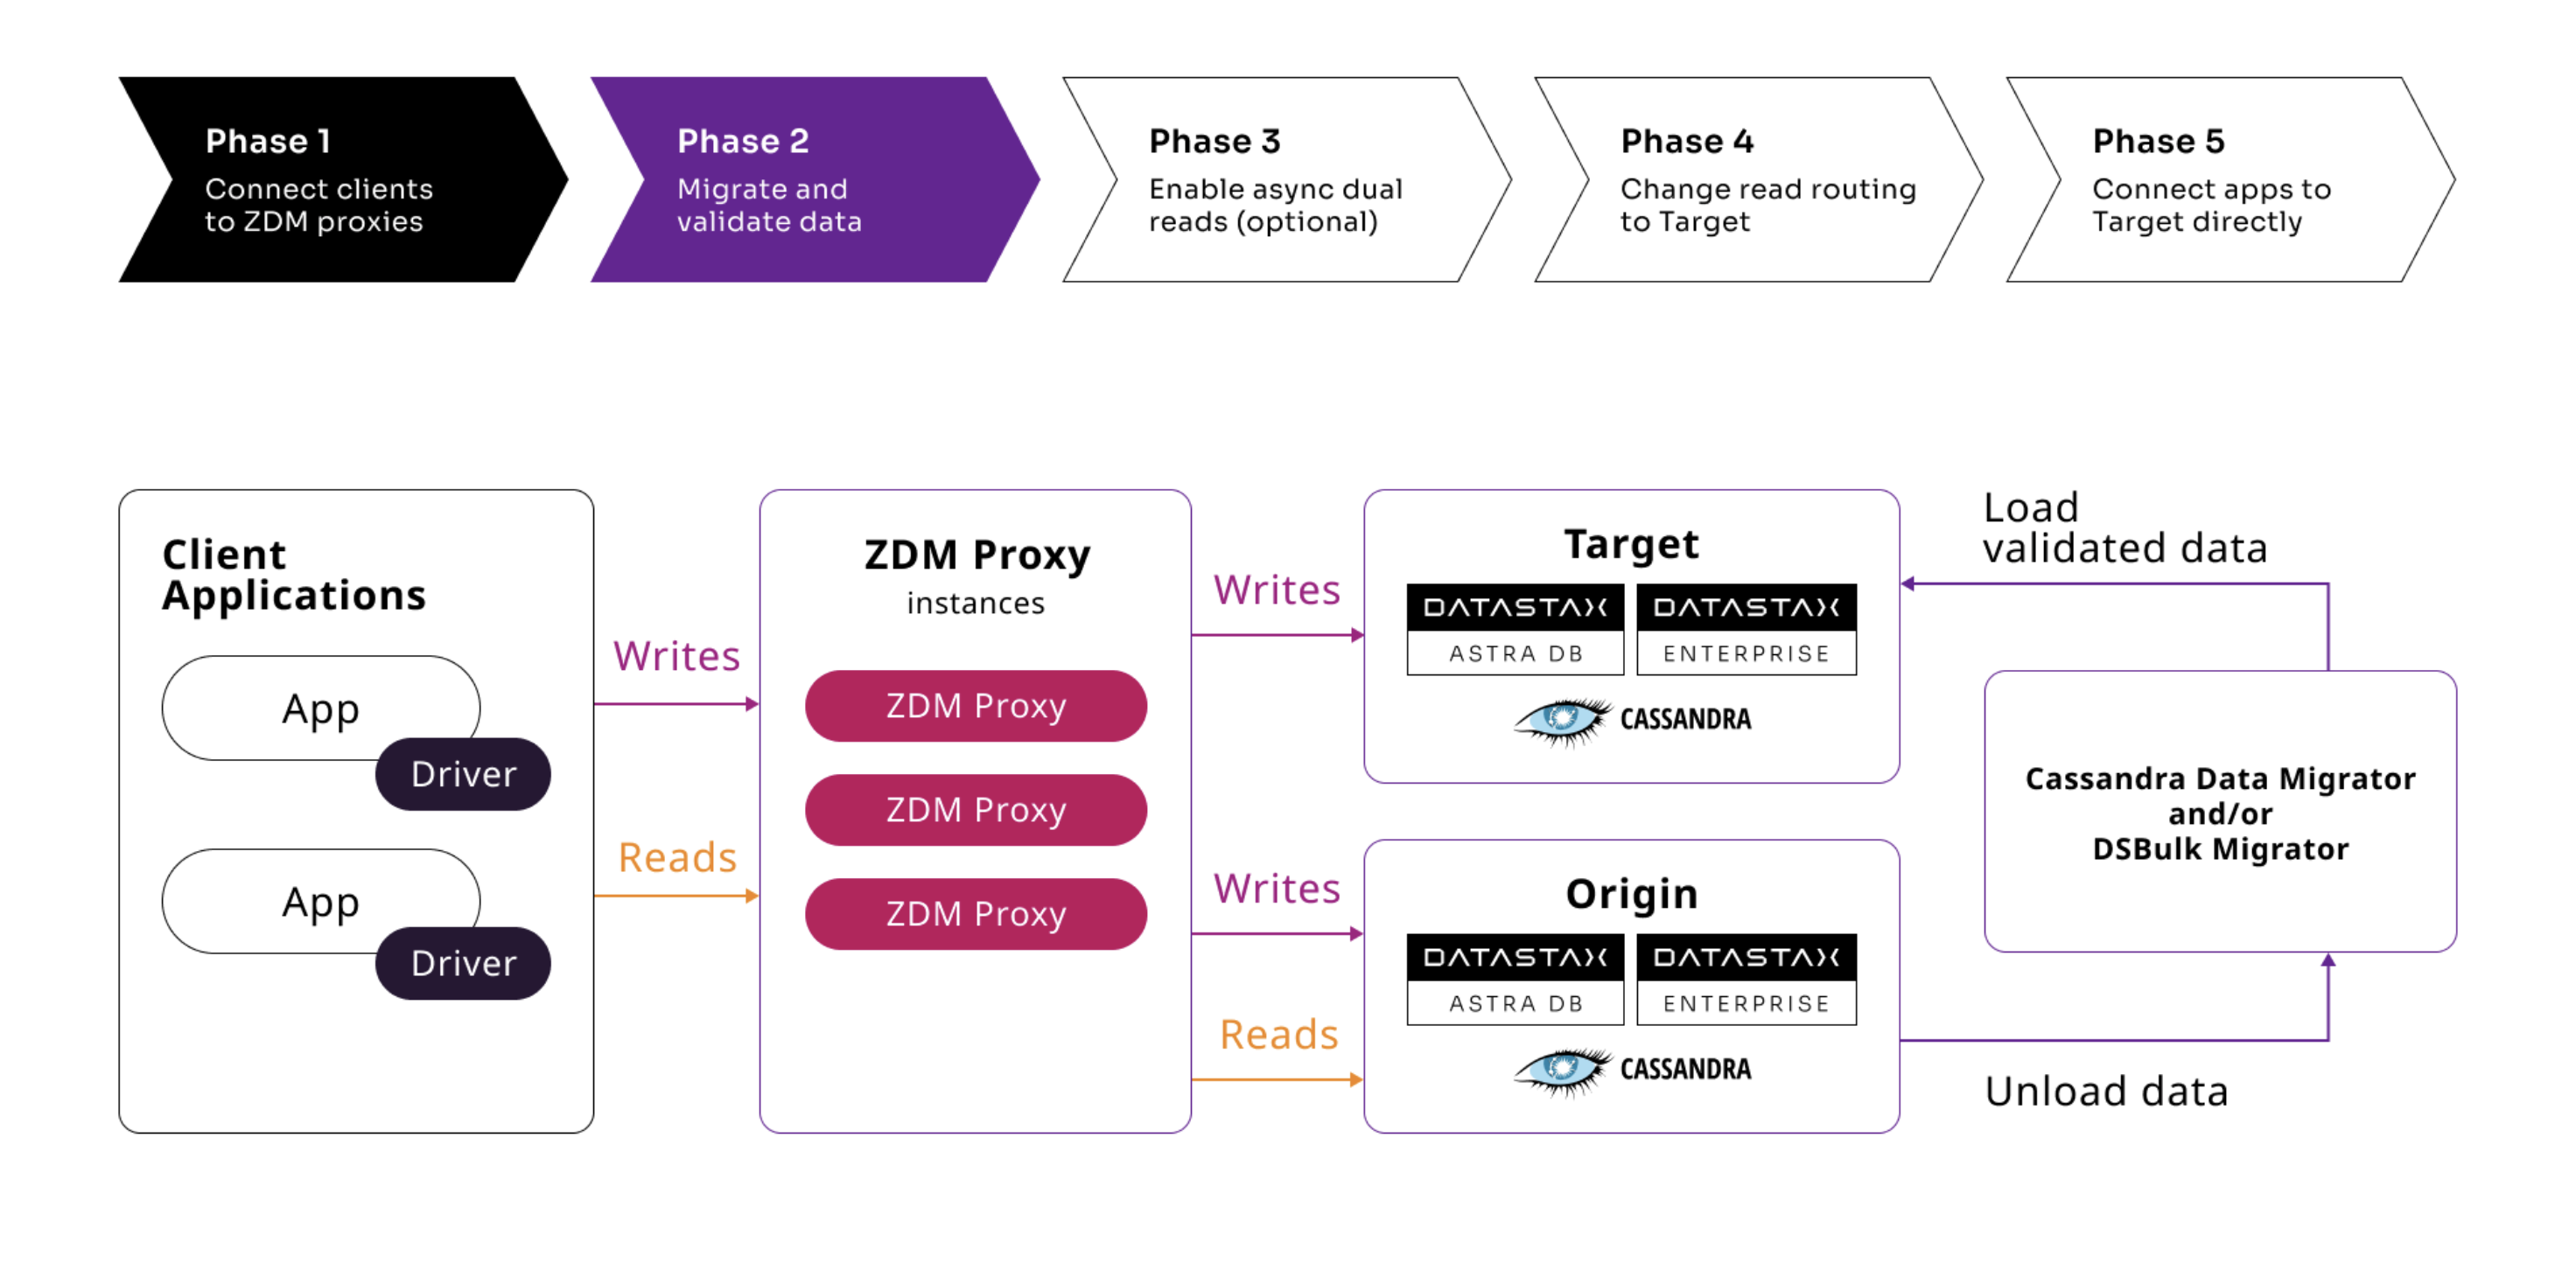 Phase 1
Connect clients
to ZDM proxies
Phase 2
Migrate and
validate data
Phase 3
Enable async dual
reads (optional)
Phase 4
Change read routing
to Target
Phase 5
Connect apps to
Target directly
Client
Applications
App
Driver
App
Driver
Writes
Reads
ZDM Proxy
instances
ZDM Proxy
ZDM Proxy
ZDM Proxy
Writes
Writes
Reads
Target
DATASTAX
ASTRA DB
DATASTAX
ENTERPRISE
CASSANDRA
Origin
DATASTAX
ASTRA DB
DATASTAX
ENTERPRISE
CASSANDRA
Load
validated data
Cassandra Data Migrator
and/or
DSBulk Migrator
Unload data